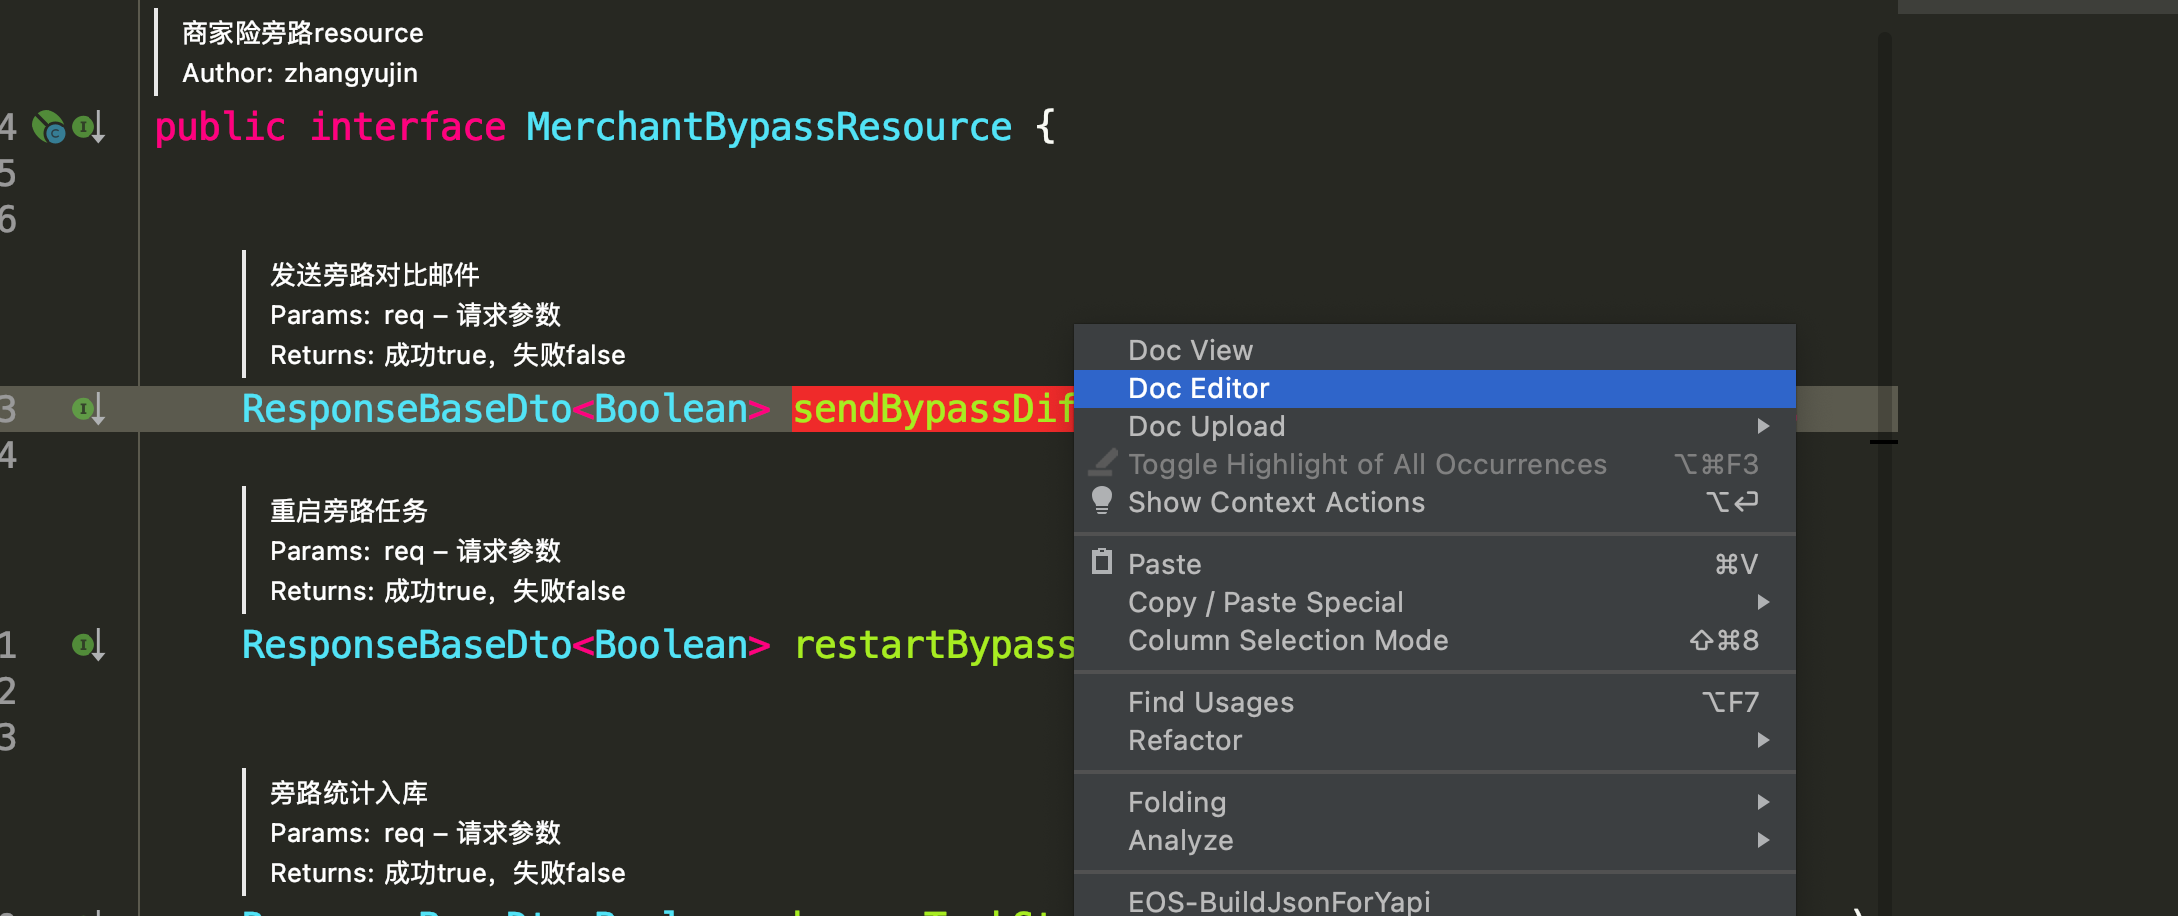 商家险旁路resource
Author: zhangyujin
4 public interface MerchantBypassResource {
5
6
发送旁路对比邮件
Params: req – 请求参数
Returns: 成功true，失败false
3 ResponseBaseDto<Boolean> sendBypassDif
4
重启旁路任务
Params: req – 请求参数
Returns: 成功true，失败false
1 ResponseBaseDto<Boolean> restartBypass
2
3
旁路统计入库
Params: req – 请求参数
Returns: 成功true，失败false
Doc View
Doc Editor
Doc Upload
Toggle Highlight of All Occurrences ⌥⌘F3
Show Context Actions ⌥⏎
Paste ⌘V
Copy / Paste Special
Column Selection Mode ⇧⌘8
Find Usages ⌥F7
Refactor
Folding
Analyze
EOS-BuildJsonForYapi